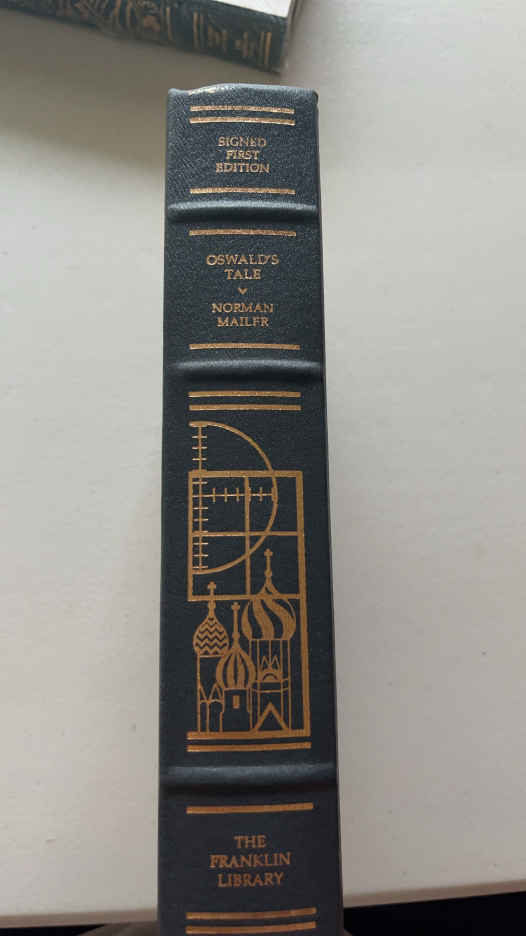 SIGNED
FIRST
EDITION
OSWALD'S
TALE
NORMAN
MAILER
THE
FRANKLIN
LIBRARY